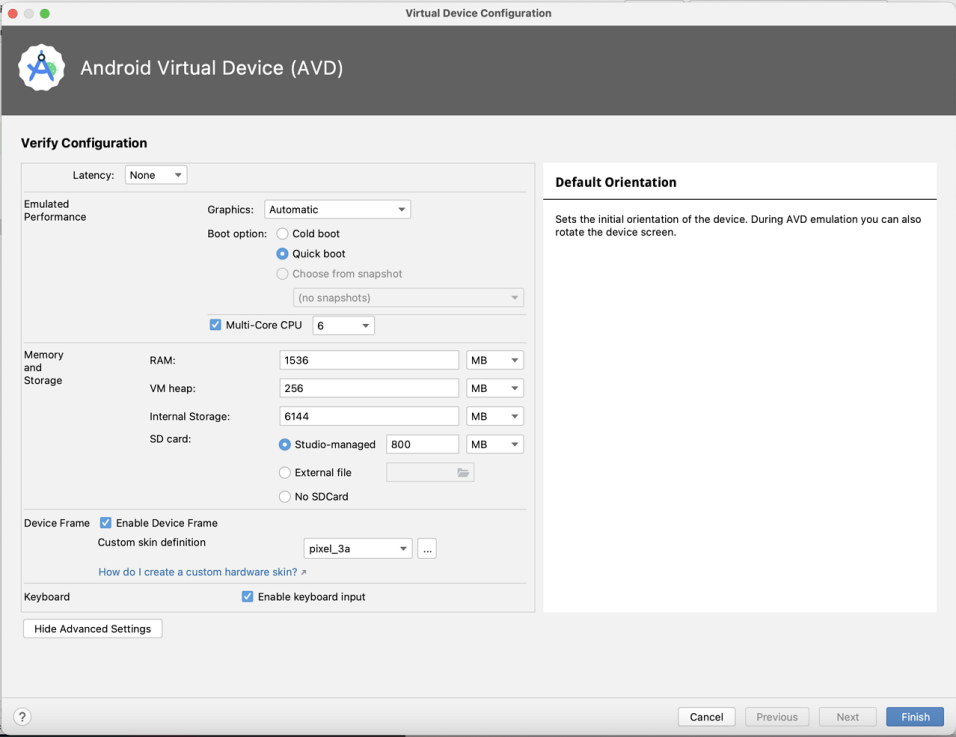 Virtual Device Configuration
Android Virtual Device (AVD)
Verify Configuration
Latency: None
Emulated
Performance
Graphics: Automatic
Boot option: Cold boot
Quick boot
Choose from snapshot
(no snapshots)
Multi-Core CPU 6
Memory
and
Storage
RAM: 1536 MB
VM heap: 256 MB
Internal Storage: 6144 MB
SD card:
Studio-managed 800 MB
External file
No SDCard
Device Frame Enable Device Frame
Custom skin definition
pixel_3a ...
How do I create a custom hardware skin? ↗
Keyboard Enable keyboard input
Hide Advanced Settings
Default Orientation
Sets the initial orientation of the device. During AVD emulation you can also
rotate the device screen.
? Cancel Previous Next Finish